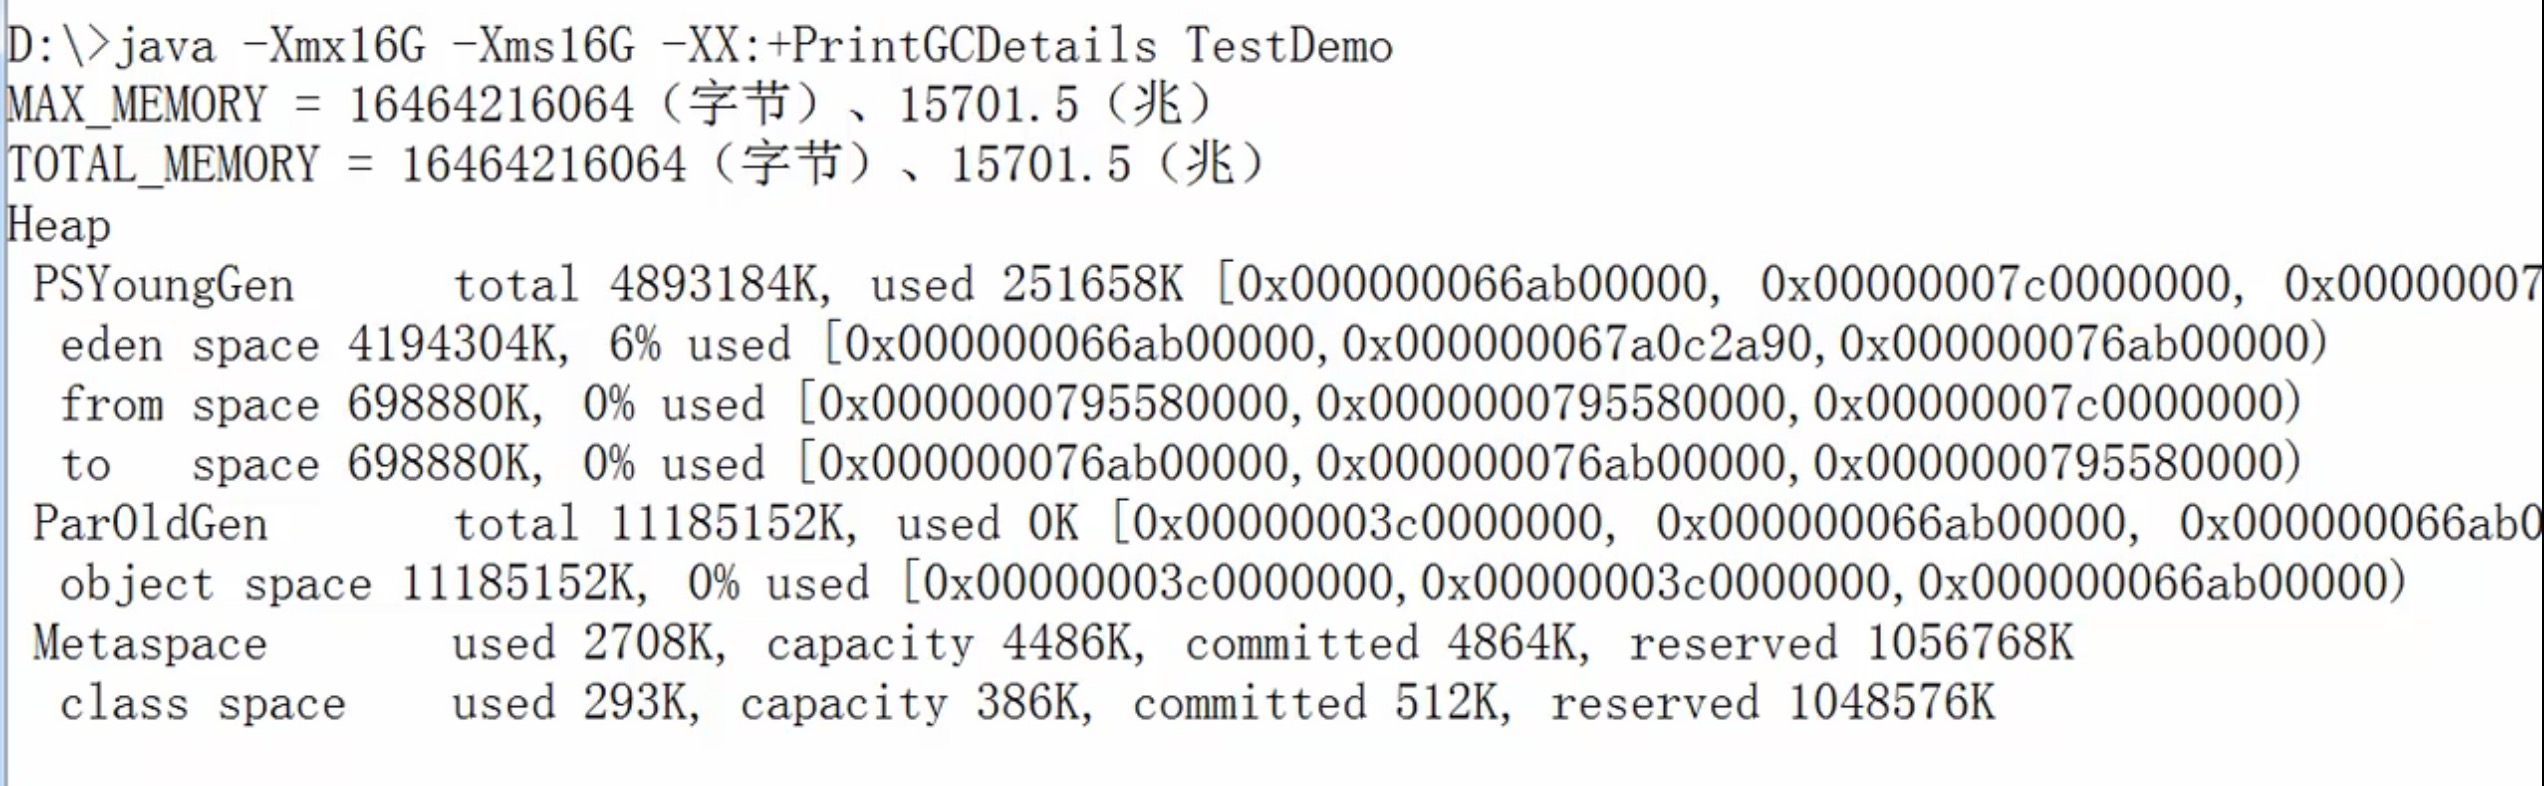 D:\>java -Xmx16G -Xms16G -XX:+PrintGCDetails TestDemo
MAX_MEMORY = 16464216064（字节）、15701.5（兆）
TOTAL_MEMORY = 16464216064（字节）、15701.5（兆）
Heap
 PSYoungGen      total 4893184K, used 251658K [0x000000066ab00000, 0x00000007c0000000, 0x00000007
  eden space 4194304K, 6% used [0x000000066ab00000,0x000000067a0c2a90,0x000000076ab00000)
  from space 698880K, 0% used [0x0000000795580000,0x0000000795580000,0x00000007c0000000)
  to   space 698880K, 0% used [0x000000076ab00000,0x000000076ab00000,0x0000000795580000)
 ParOldGen       total 11185152K, used 0K [0x00000003c0000000, 0x000000066ab00000, 0x000000066ab0
  object space 11185152K, 0% used [0x00000003c0000000,0x00000003c0000000,0x000000066ab00000)
 Metaspace       used 2708K, capacity 4486K, committed 4864K, reserved 1056768K
  class space    used 293K, capacity 386K, committed 512K, reserved 1048576K